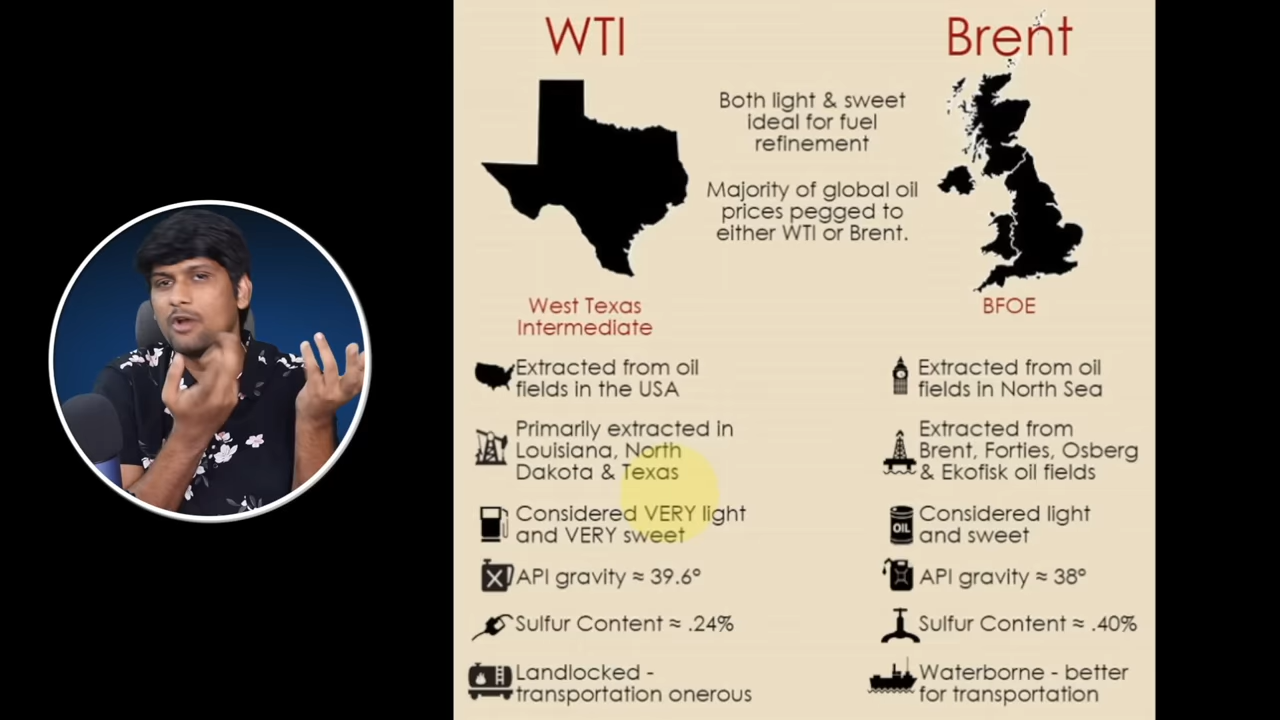 WTI
Brent
Both light & sweet
ideal for fuel
refinement
Majority of global oil
prices pegged to
either WTI or Brent.
West Texas
Intermediate
BFOE
Extracted from oil
fields in the USA
Primarily extracted in
Louisiana, North
Dakota & Texas
Considered VERY light
and VERY sweet
API gravity ≈ 39.6°
Sulfur Content ≈ .24%
Landlocked -
transportation onerous
Extracted from oil
fields in North Sea
Extracted from
Brent, Forties, Osberg
& Ekofisk oil fields
OIL
Considered light
and sweet
API gravity ≈ 38°
Sulfur Content ≈ .40%
Waterborne - better
for transportation